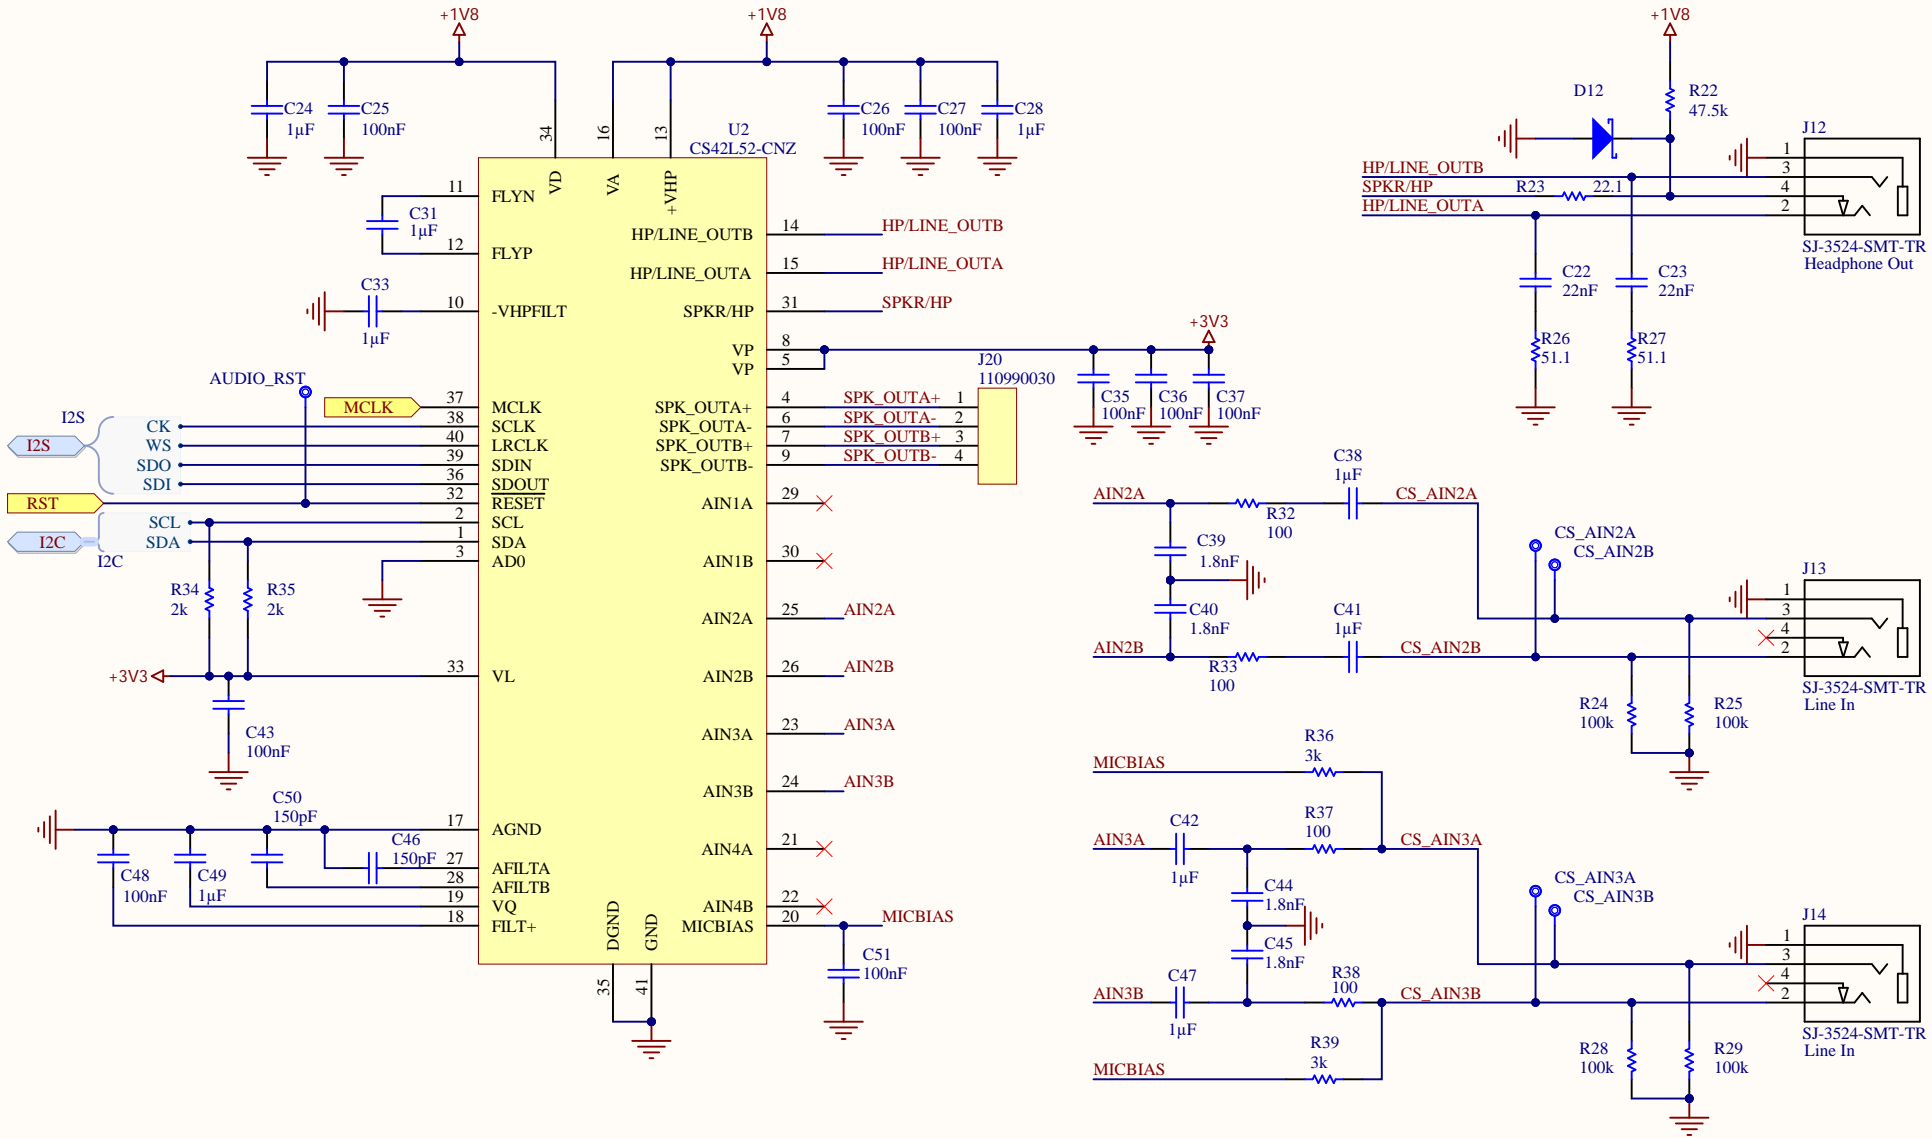 +1V8
+1V8
+1V8
C24
1µF
C25
100nF
C26
100nF
C27
100nF
C28
1µF
34
16
13
U2
CS42L52-CNZ
VD
VA
+VHP
D12
R22
47.5k
J12
HP/LINE_OUTB
SPKR/HP
HP/LINE_OUTA
R23
22.1
1
3
4
2
SJ-3524-SMT-TR
Headphone Out
C22
22nF
C23
22nF
R26
51.1
R27
51.1
11
FLYN
C31
1µF
12
FLYP
C33
1µF
10
-VHPFILT
HP/LINE_OUTB
14
HP/LINE_OUTB
HP/LINE_OUTA
15
HP/LINE_OUTA
SPKR/HP
31
SPKR/HP
VP
8
VP
5
+3V3
J20
110990030
C35
100nF
C36
100nF
C37
100nF
AUDIO_RST
MCLK
37
MCLK
I2S
I2S
CK
38
SCLK
WS
40
LRCLK
SDO
39
SDIN
SDI
36
SDOUT
RST
32
RESET
SCL
2
SCL
I2C
SDA
1
SDA
I2C
3
AD0
SPK_OUTA+
4
SPK_OUTA+
1
SPK_OUTA-
6
SPK_OUTA-
2
SPK_OUTB+
7
SPK_OUTB+
3
SPK_OUTB-
9
SPK_OUTB-
4
AIN1A
29
AIN1B
30
AIN2A
25
AIN2A
AIN2B
26
AIN2B
AIN3A
23
AIN3A
AIN3B
24
AIN3B
AIN4A
21
AIN4B
22
MICBIAS
20
MICBIAS
C51
100nF
R34
2k
R35
2k
+3V3
33
VL
C43
100nF
C50
150pF
17
AGND
C46
150pF
27
AFILTA
28
AFILTB
19
VQ
18
FILT+
C48
100nF
C49
1µF
DGND
GND
35
41
AIN2A
R32
100
C38
1µF
CS_AIN2A
C39
1.8nF
C40
1.8nF
AIN2B
R33
100
C41
1µF
CS_AIN2B
CS_AIN2A
CS_AIN2B
J13
1
3
4
2
SJ-3524-SMT-TR
Line In
R24
100k
R25
100k
MICBIAS
R36
3k
AIN3A
C42
1µF
R37
100
CS_AIN3A
C44
1.8nF
C45
1.8nF
AIN3B
C47
1µF
R38
100
CS_AIN3B
MICBIAS
R39
3k
CS_AIN3A
CS_AIN3B
J14
1
3
4
2
SJ-3524-SMT-TR
Line In
R28
100k
R29
100k